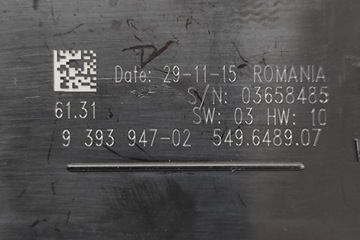 Date: 29-11-15 ROMANIA
S/N: 03658485
61.31 SW: 03 HW: 10
9 393 947-02 549.6489.07